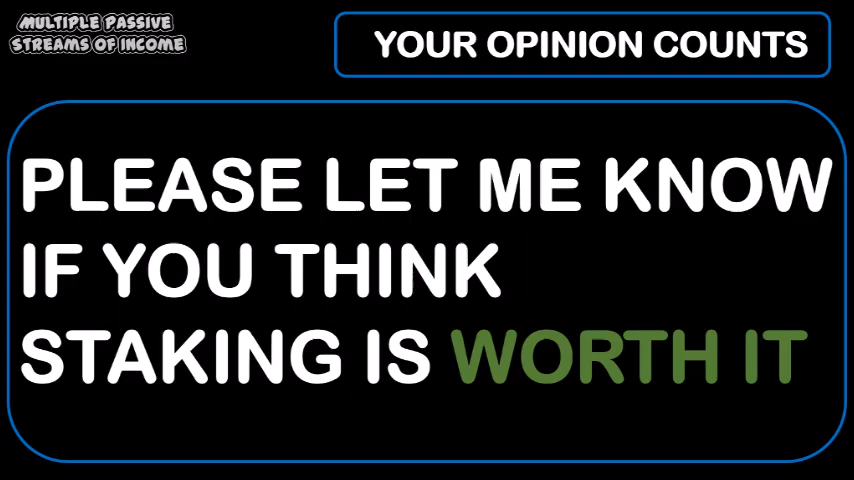 MULTIPLE PASSIVE
STREAMS OF INCOME
YOUR OPINION COUNTS
PLEASE LET ME KNOW
IF YOU THINK
STAKING IS WORTH IT